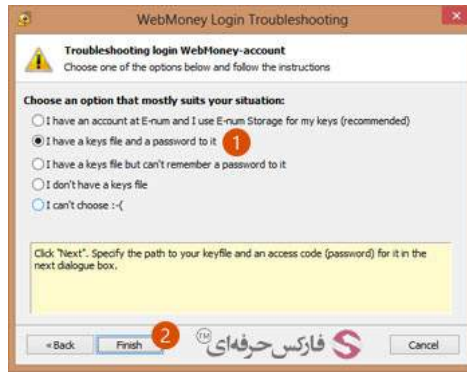 WebMoney Login Troubleshooting
Troubleshooting login WebMoney-account
Choose one of the options below and follow the instructions
Choose an option that mostly suits your situation:
I have an account at E-num and I use E-num Storage for my keys (recommended)
I have a keys file and a password to it 1
I have a keys file but can't remember a password to it
I don't have a keys file
I can't choose :-(
Click "Next". Specify the path to your keyfile and an access code (password) for it in the
next dialogue box.
« Back Finish 2 فارکس حرفه‌ای TM Cancel